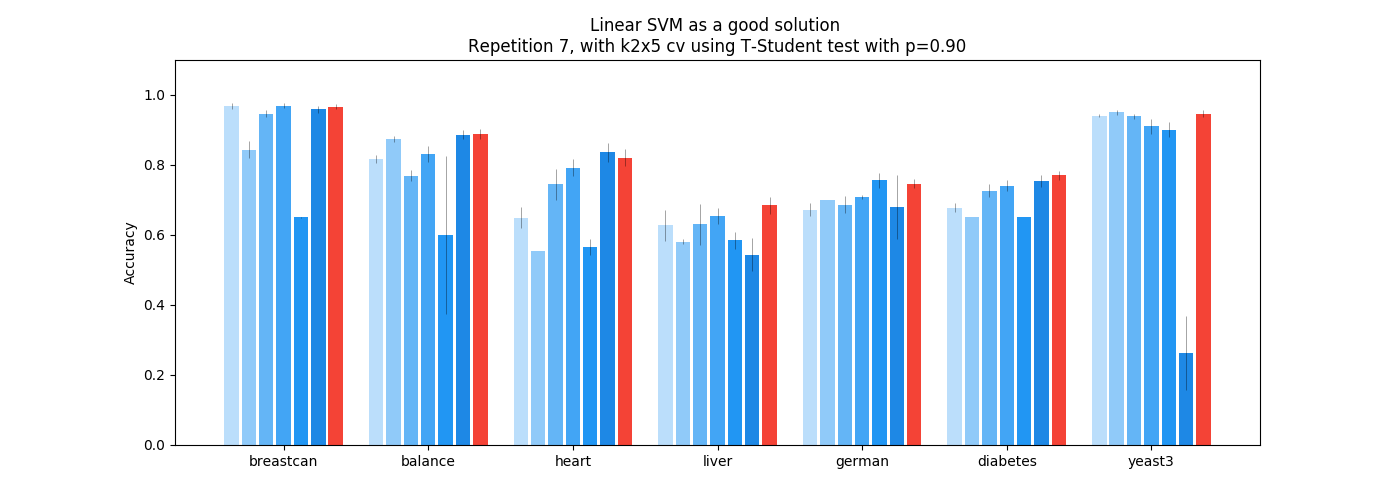 Linear SVM as a good solution
Repetition 7, with k2x5 cv using T-Student test with p=0.90
Accuracy
1.0
0.8
0.6
0.4
0.2
0.0
breastcan balance heart liver german diabetes yeast3